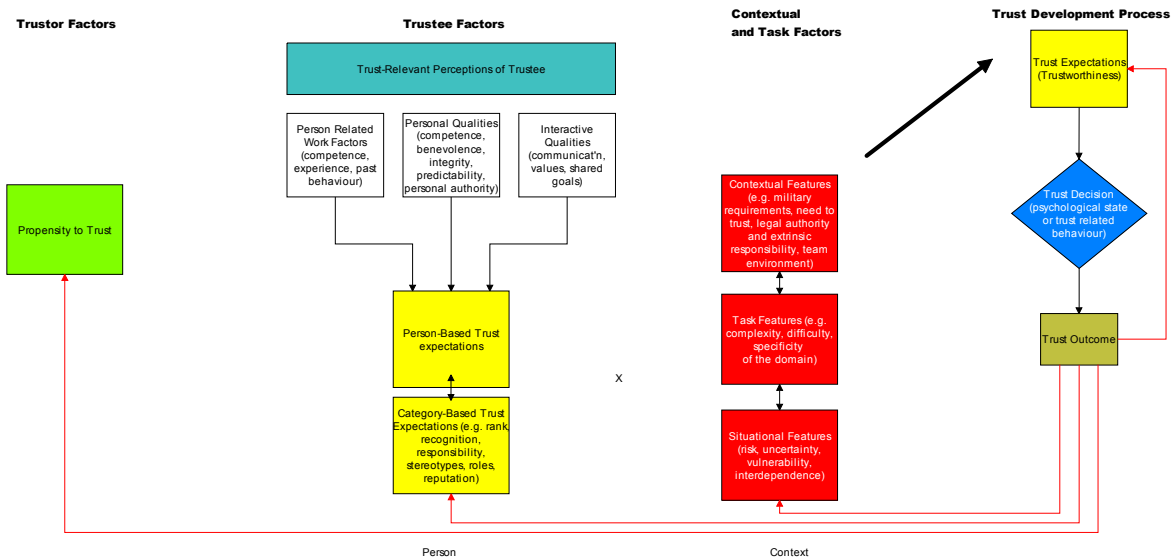 Trustor Factors
Trustee Factors
Contextual
and Task Factors
Trust Development Process
Trust-Relevant Perceptions of Trustee
Person Related
Work Factors
(competence,
experience, past
behaviour)
Personal Qualities
(competence,
benevolence,
integrity,
predictability,
personal authority)
Interactive
Qualities
(communicat'n,
values, shared
goals)
Propensity to Trust
Person-Based Trust
expectations
Category-Based Trust
Expectations (e.g. rank,
recognition,
responsibility,
stereotypes, roles,
reputation)
X
Contextual Features
(e.g. military
requirements, need to
trust, legal authority
and extrinsic
responsibility, team
environment)
Task Features (e.g.
complexity, difficulty,
specificity
of the domain)
Situational Features
(risk, uncertainty,
vulnerability,
interdependence)
Trust Expectations
(Trustworthiness)
Trust Decision
(psychological state
or trust related
behaviour)
Trust Outcome
Person
Context